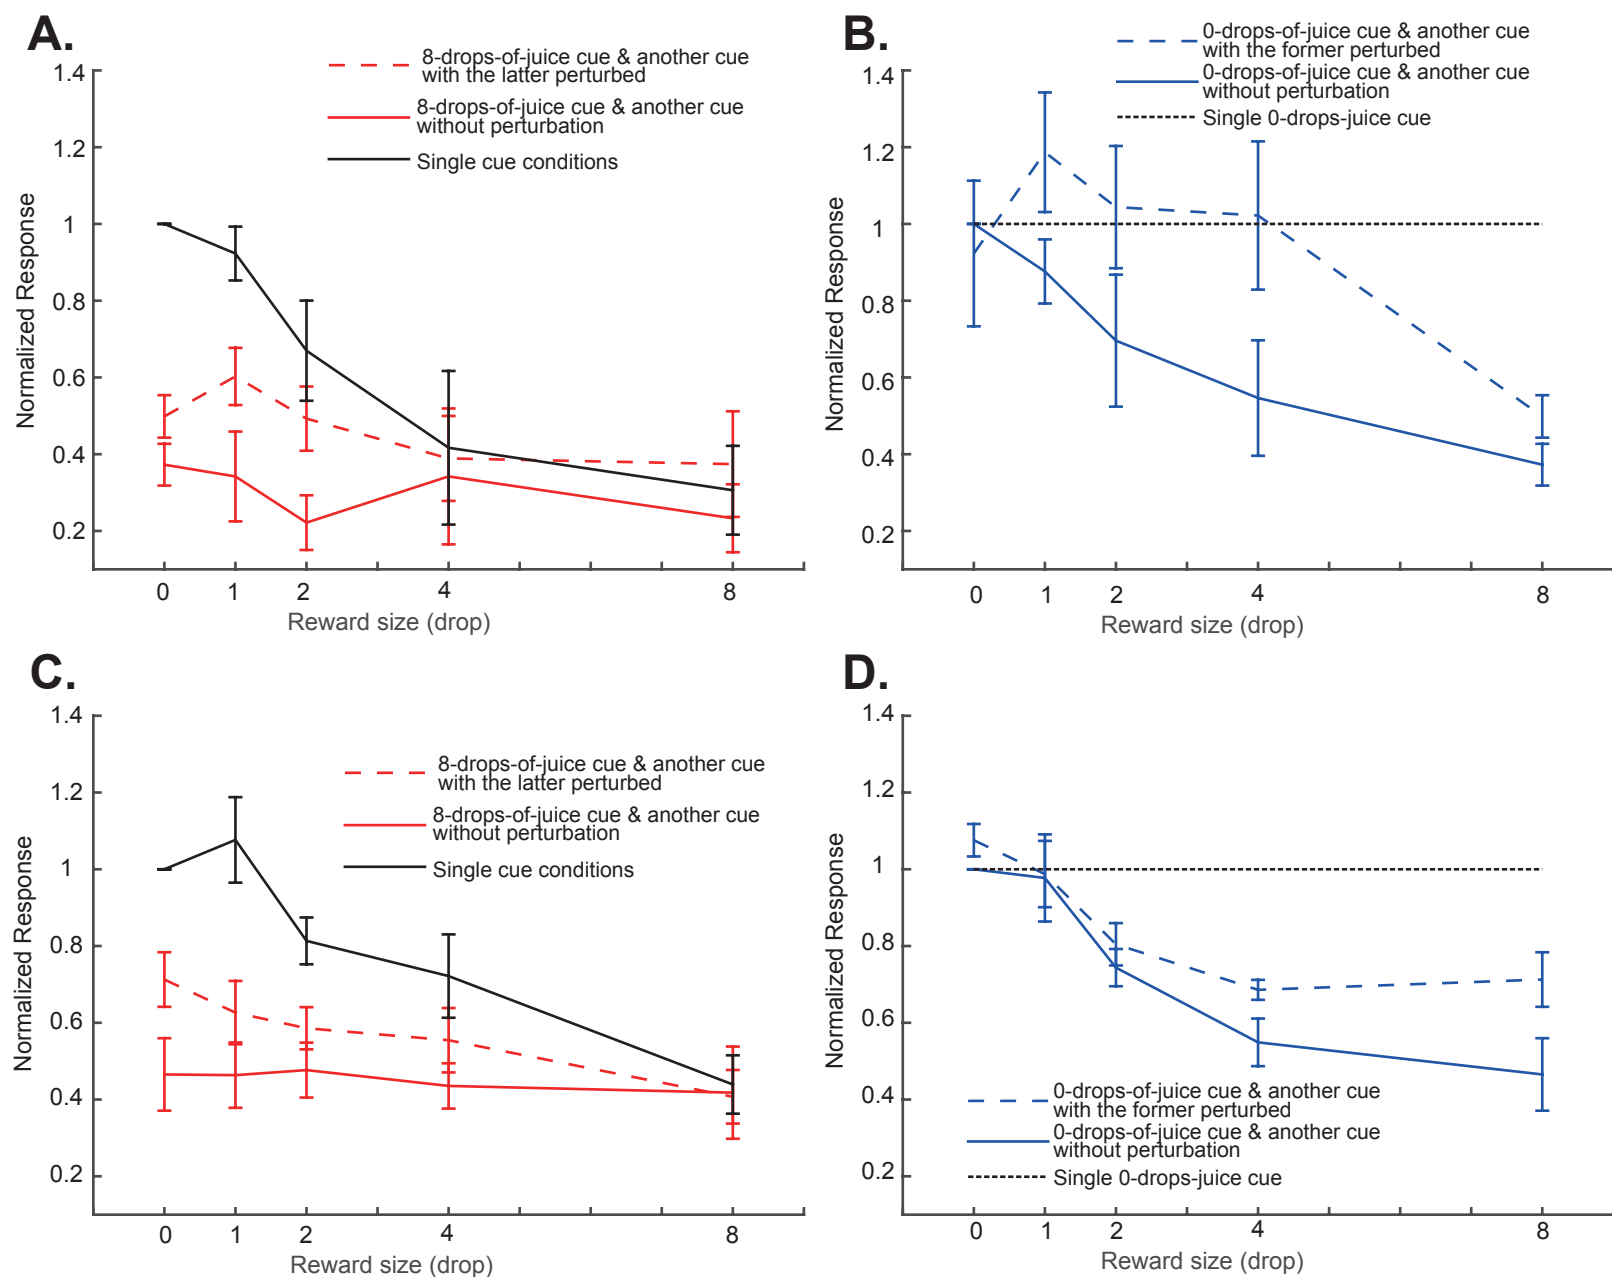 A.
8-drops-of-juice cue & another cue
with the latter perturbed
8-drops-of-juice cue & another cue
without perturbation
Single cue conditions
1.4
1.2
1
0.8
0.6
0.4
0.2
Normalized Response
0 1 2 4 8
Reward size (drop)
B.
0-drops-of-juice cue & another cue
with the former perturbed
0-drops-of-juice cue & another cue
without perturbation
Single 0-drops-juice cue
1.4
1.2
1
0.8
0.6
0.4
0.2
Normalized Response
0 1 2 4 8
Reward size (drop)
C.
8-drops-of-juice cue & another cue
with the latter perturbed
8-drops-of-juice cue & another cue
without perturbation
Single cue conditions
1.4
1.2
1
0.8
0.6
0.4
0.2
Normalized Response
0 1 2 4 8
Reward size (drop)
D.
1.4
1.2
1
0.8
0.6
0.4
0.2
Normalized Response
0-drops-of-juice cue & another cue
with the former perturbed
0-drops-of-juice cue & another cue
without perturbation
Single 0-drops-juice cue
0 1 2 4 8
Reward size (drop)